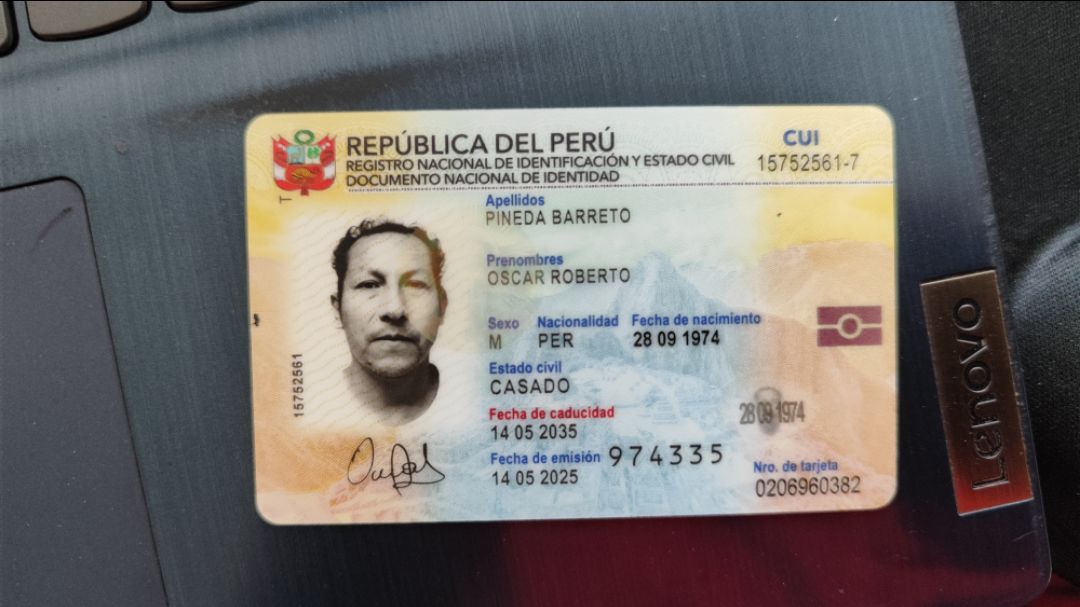 REPÚBLICA DEL PERÚ
REGISTRO NACIONAL DE IDENTIFICACIÓN Y ESTADO CIVIL
DOCUMENTO NACIONAL DE IDENTIDAD
CUI
15752561-7
T
Apellidos
PINEDA BARRETO
Prenombres
OSCAR ROBERTO
Sexo Nacionalidad Fecha de nacimiento
M PER 28 09 1974
Estado civil
CASADO
15752561
Fecha de caducidad
14 05 2035
28 09 1974
Fecha de emisión 974335
14 05 2025
Nro. de tarjeta
0206960382
Lenovo